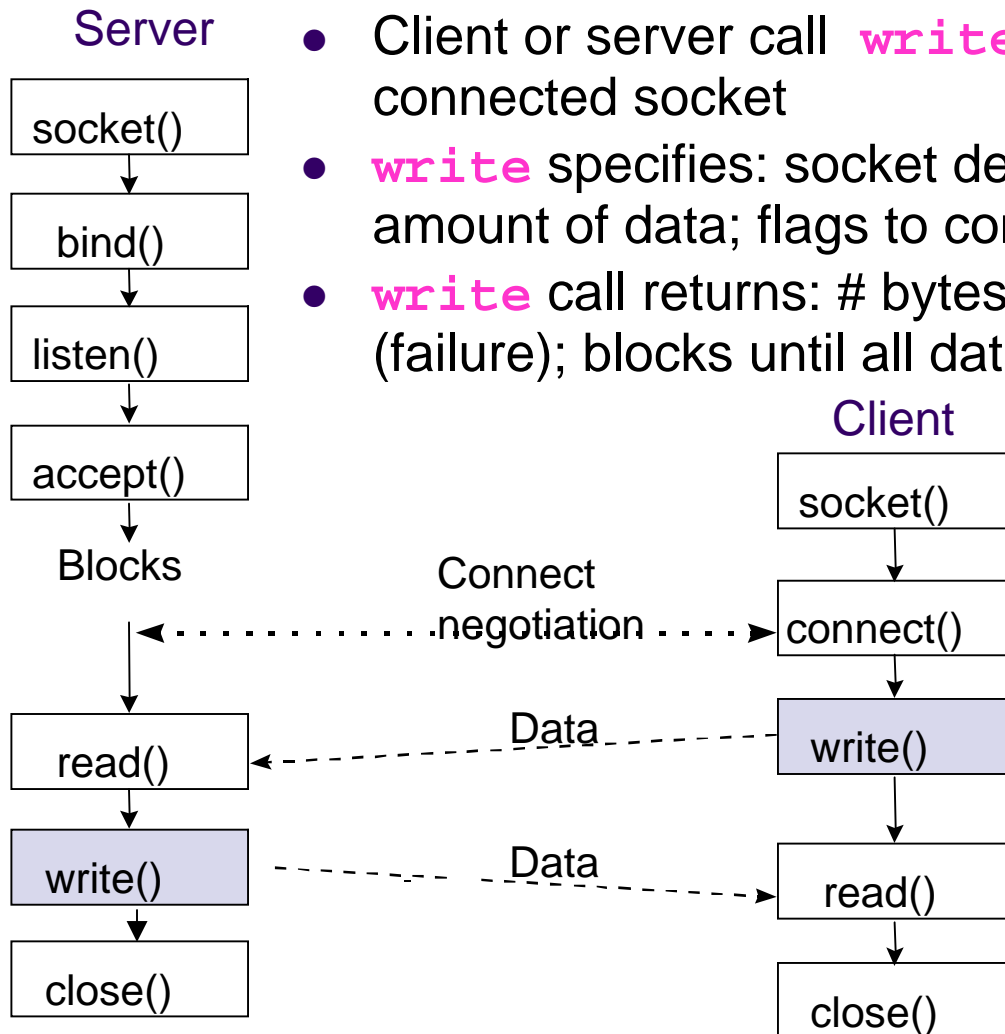 Server
● Client or server call write
connected socket
● write specifies: socket de
amount of data; flags to co
● write call returns: # bytes
(failure); blocks until all dat
socket()
bind()
listen()
accept()
Blocks
read()
write()
close()
Connect
negotiation
Data
Data
Client
socket()
connect()
write()
read()
close()